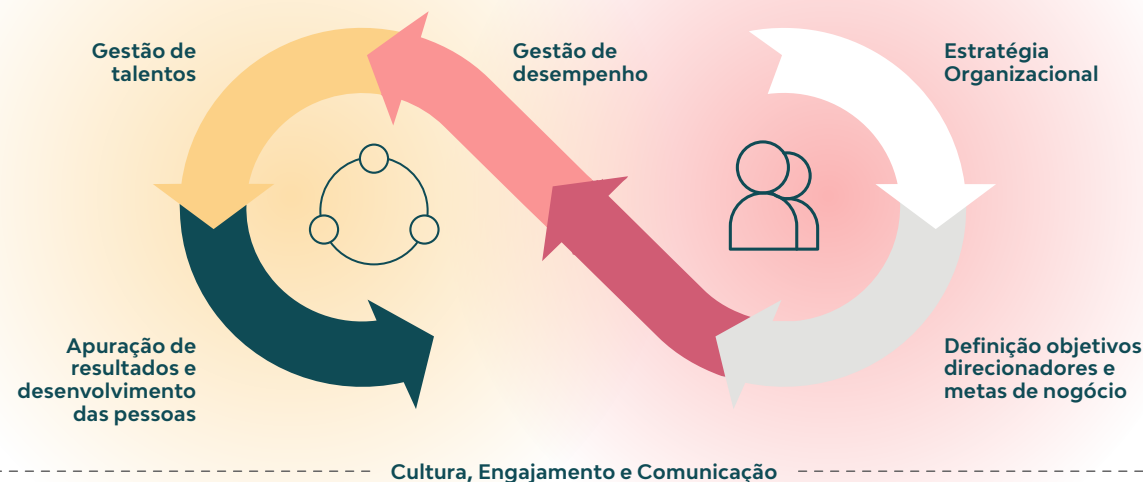 Gestão de
talentos
Gestão de
desempenho
Estratégia
Organizacional
Apuração de
resultados e
desenvolvimento
das pessoas
Definição objetivos
direcionadores e
metas de nogócio
Cultura, Engajamento e Comunicação